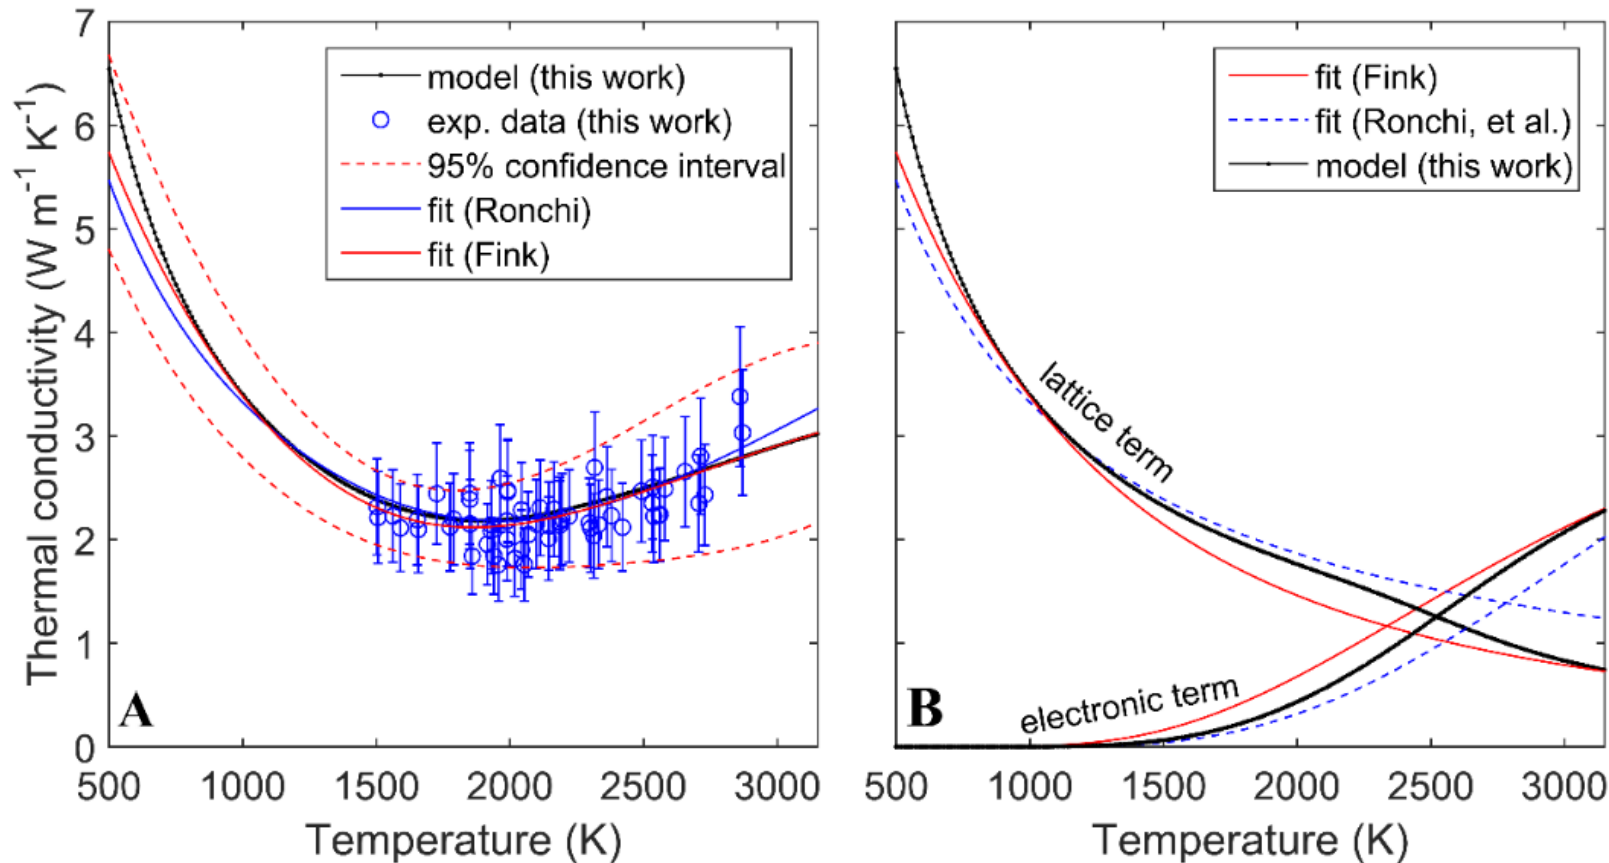 Thermal conductivity (W m⁻¹ K⁻¹)
7
6
5
4
3
2
1
0
model (this work)
exp. data (this work)
95% confidence interval
fit (Ronchi)
fit (Fink)
A
500 1000 1500 2000 2500 3000
Temperature (K)
fit (Fink)
fit (Ronchi, et al.)
model (this work)
lattice term
electronic term
B
500 1000 1500 2000 2500 3000
Temperature (K)